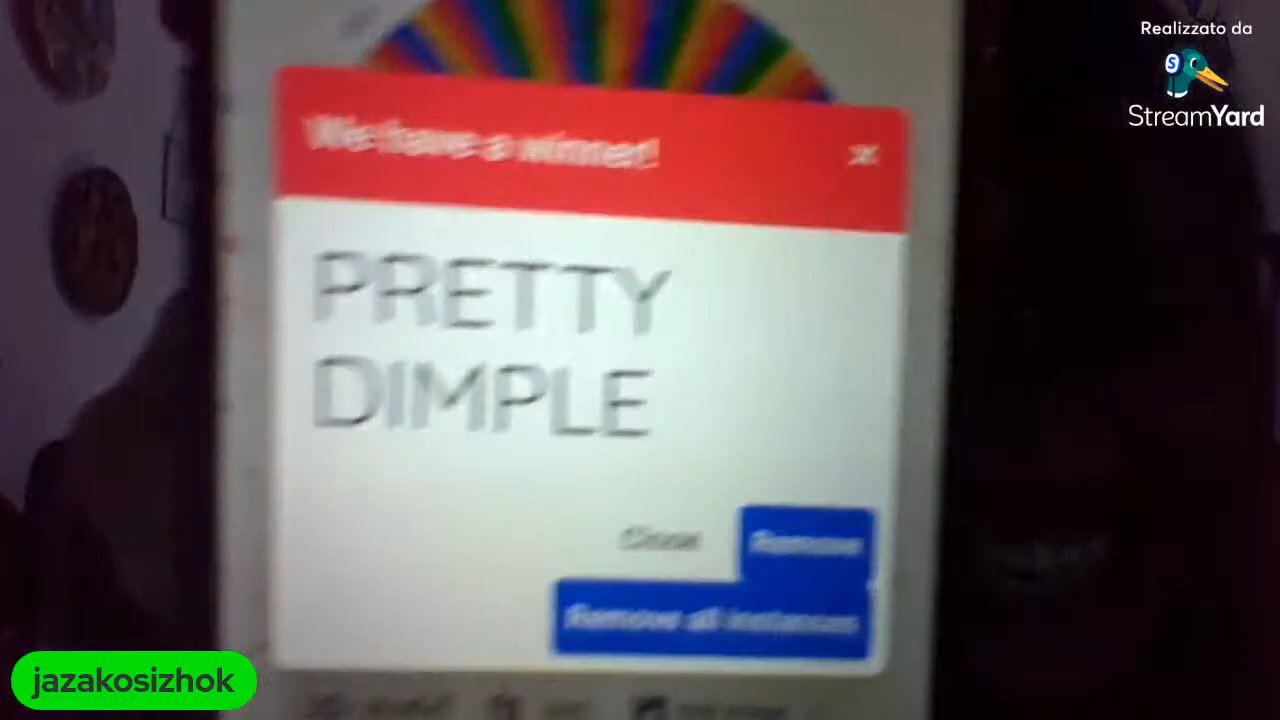 Realizzato da
StreamYard
We have a winner!
×
PRETTY
DIMPLE
Close
Remove
Remove all instances
jazakosizhok